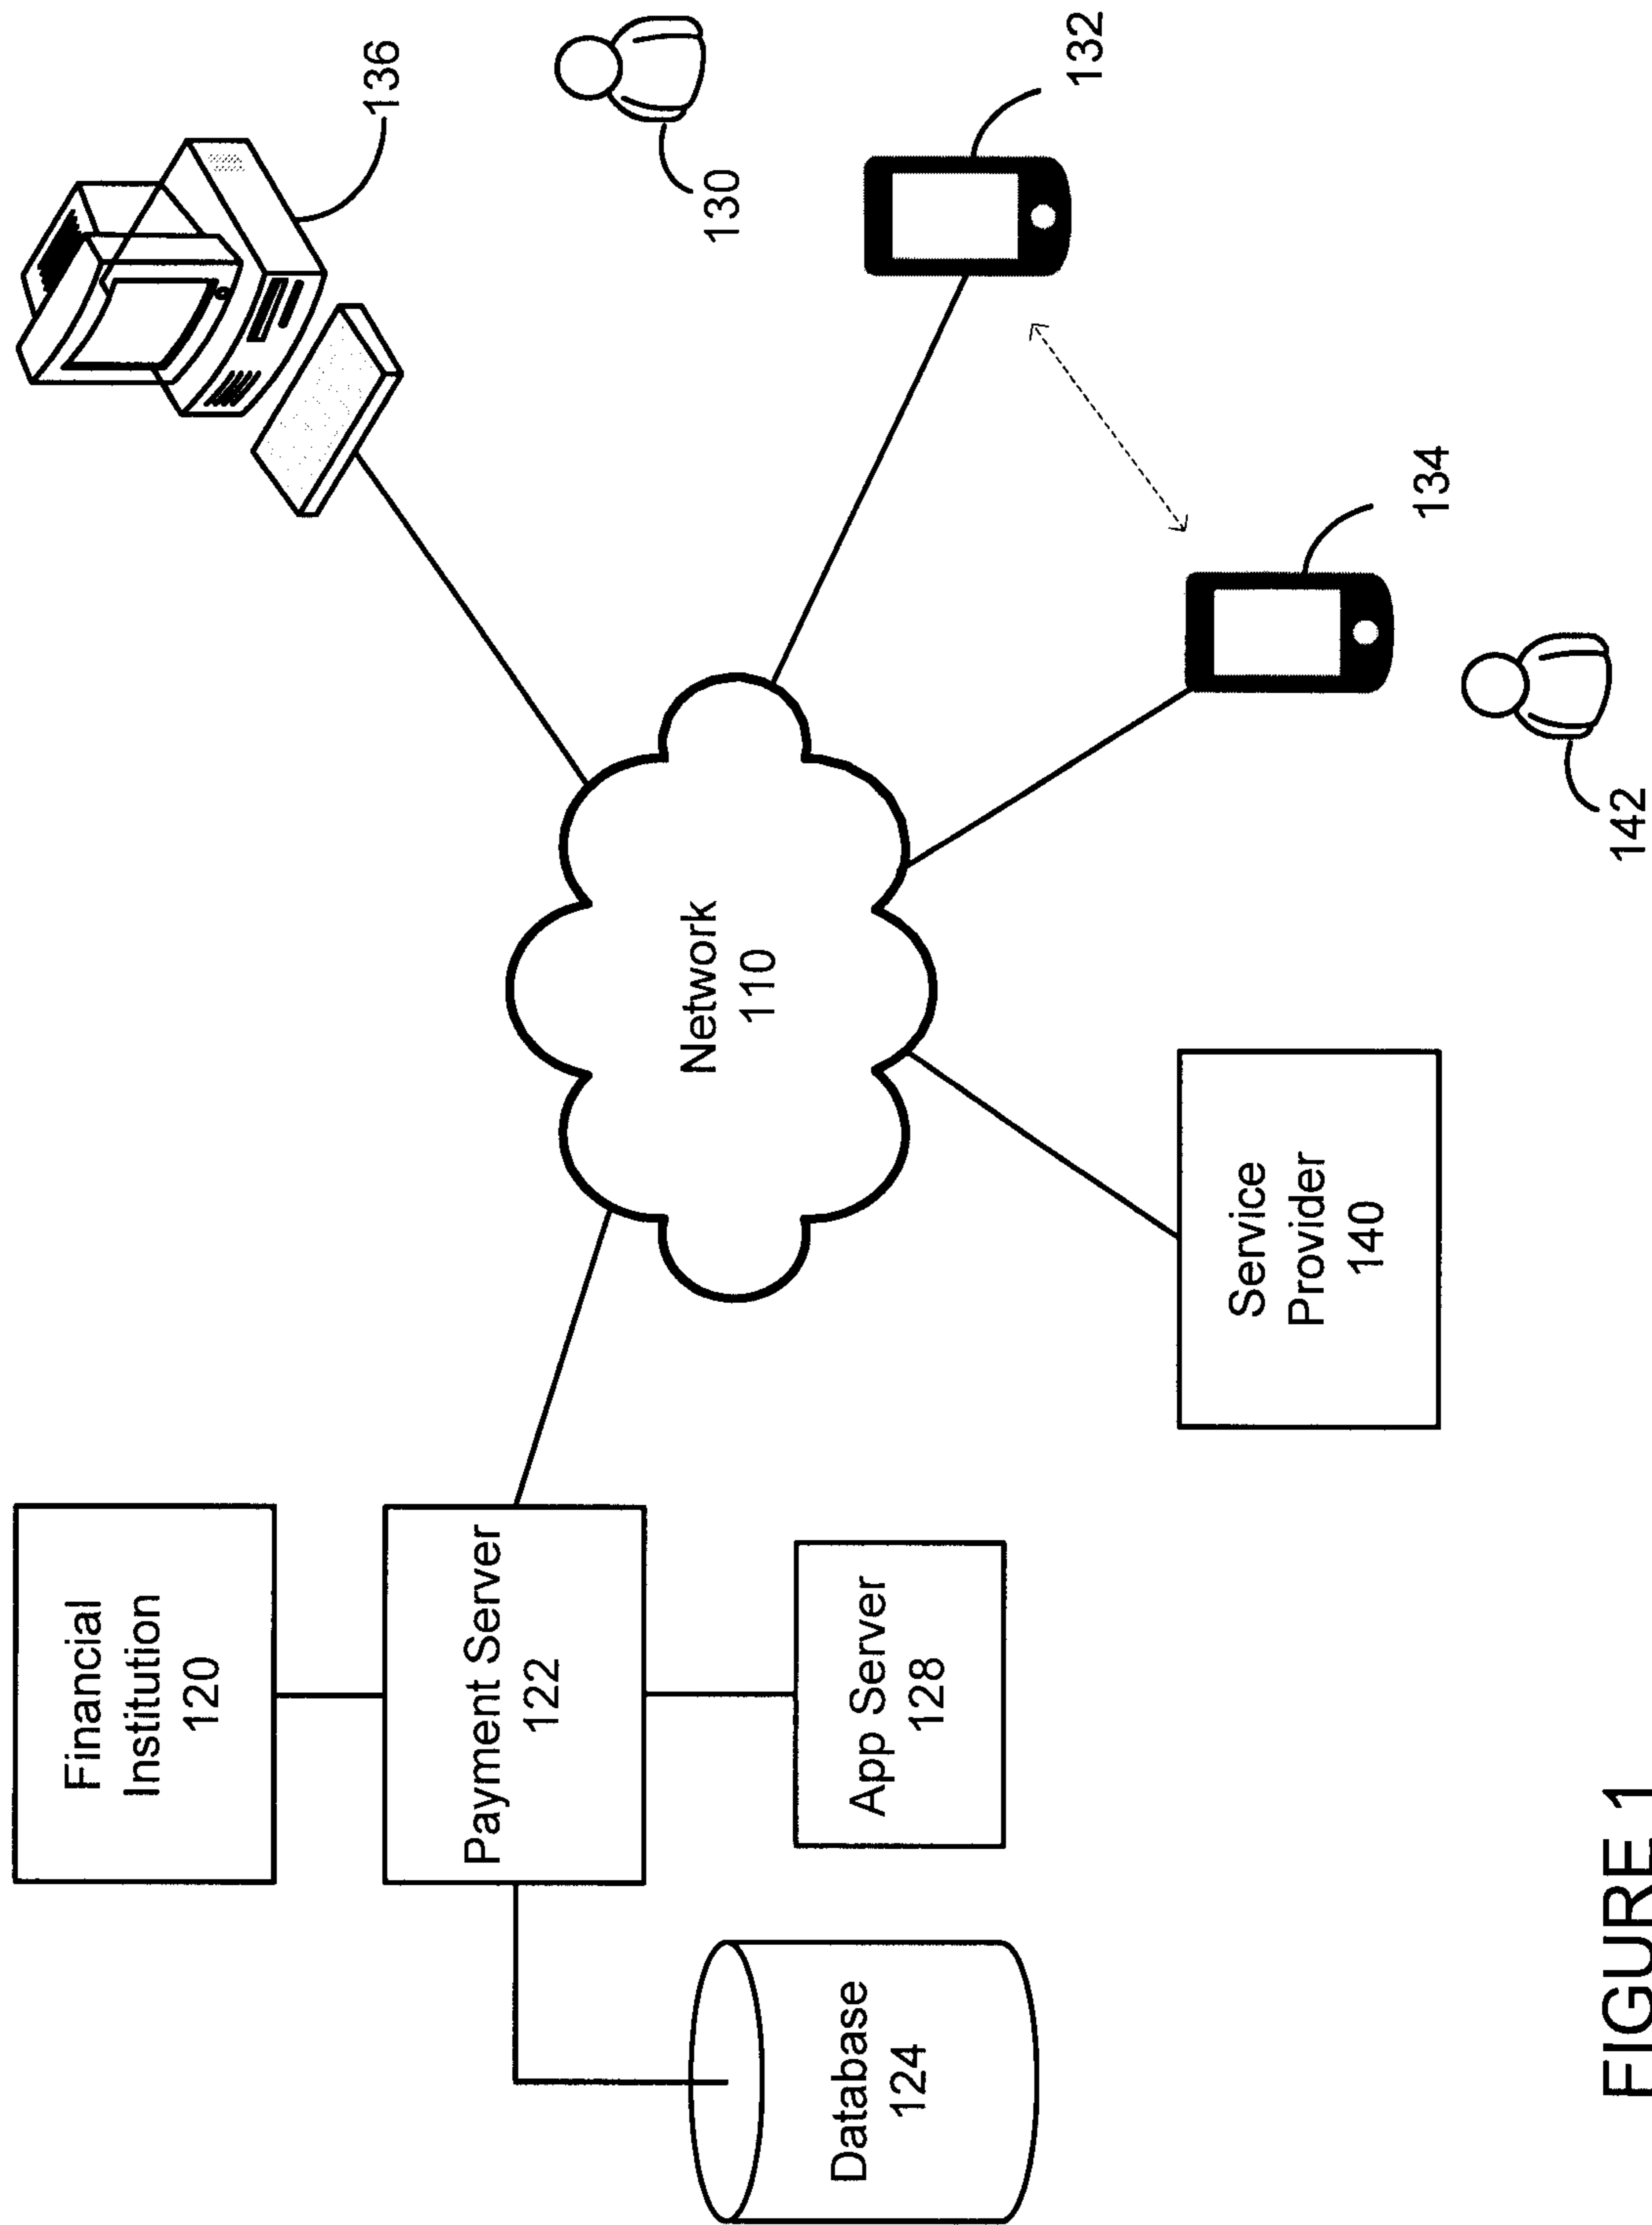 Financial
Institution
120
Payment Server
122
App Server
128
Database
124
Network
110
Service
Provider
140
136
130
132
134
142
FIGURE 1